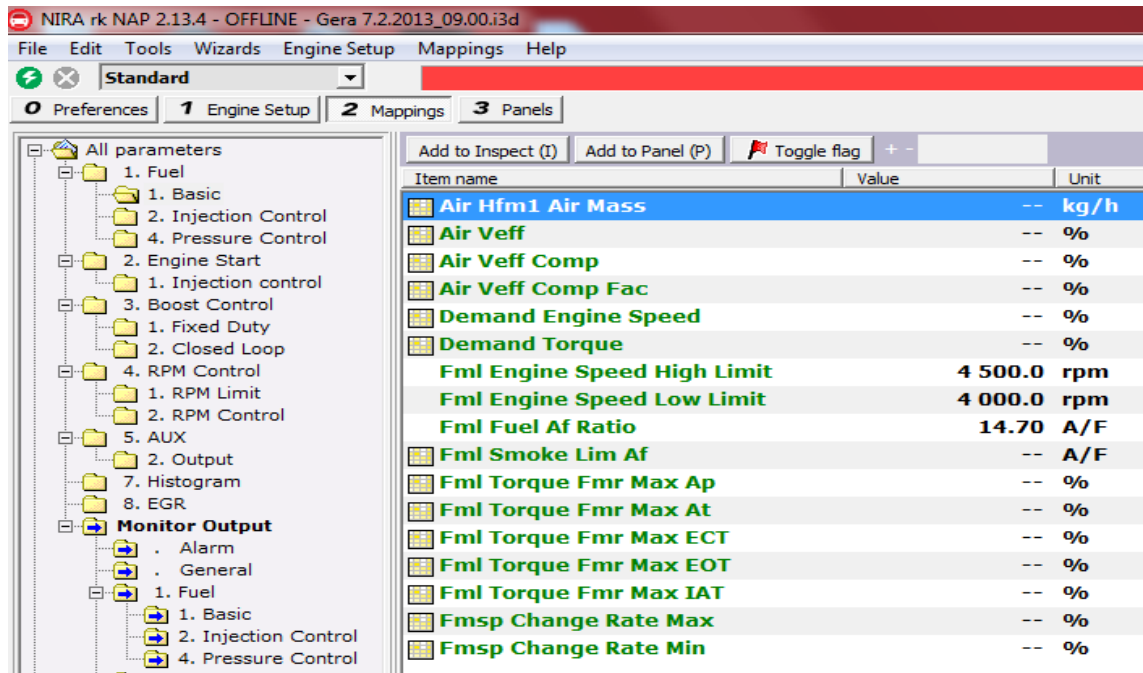 NIRA rk NAP 2.13.4 - OFFLINE - Gera 7.2.2013_09.00.i3d
File Edit Tools Wizards Engine Setup Mappings Help
Standard
0 Preferences 1 Engine Setup 2 Mappings 3 Panels
All parameters
1. Fuel
1. Basic
2. Injection Control
4. Pressure Control
2. Engine Start
1. Injection control
3. Boost Control
1. Fixed Duty
2. Closed Loop
4. RPM Control
1. RPM Limit
2. RPM Control
5. AUX
2. Output
7. Histogram
8. EGR
Monitor Output
. Alarm
. General
1. Fuel
1. Basic
2. Injection Control
4. Pressure Control
Add to Inspect (I) Add to Panel (P) Toggle flag + -
Item name Value Unit
Air Hfm1 Air Mass -- kg/h
Air Veff -- %
Air Veff Comp -- %
Air Veff Comp Fac -- %
Demand Engine Speed -- %
Demand Torque -- %
Fml Engine Speed High Limit 4 500.0 rpm
Fml Engine Speed Low Limit 4 000.0 rpm
Fml Fuel Af Ratio 14.70 A/F
Fml Smoke Lim Af -- A/F
Fml Torque Fmr Max Ap -- %
Fml Torque Fmr Max At -- %
Fml Torque Fmr Max ECT -- %
Fml Torque Fmr Max EOT -- %
Fml Torque Fmr Max IAT -- %
Fmsp Change Rate Max -- %
Fmsp Change Rate Min -- %